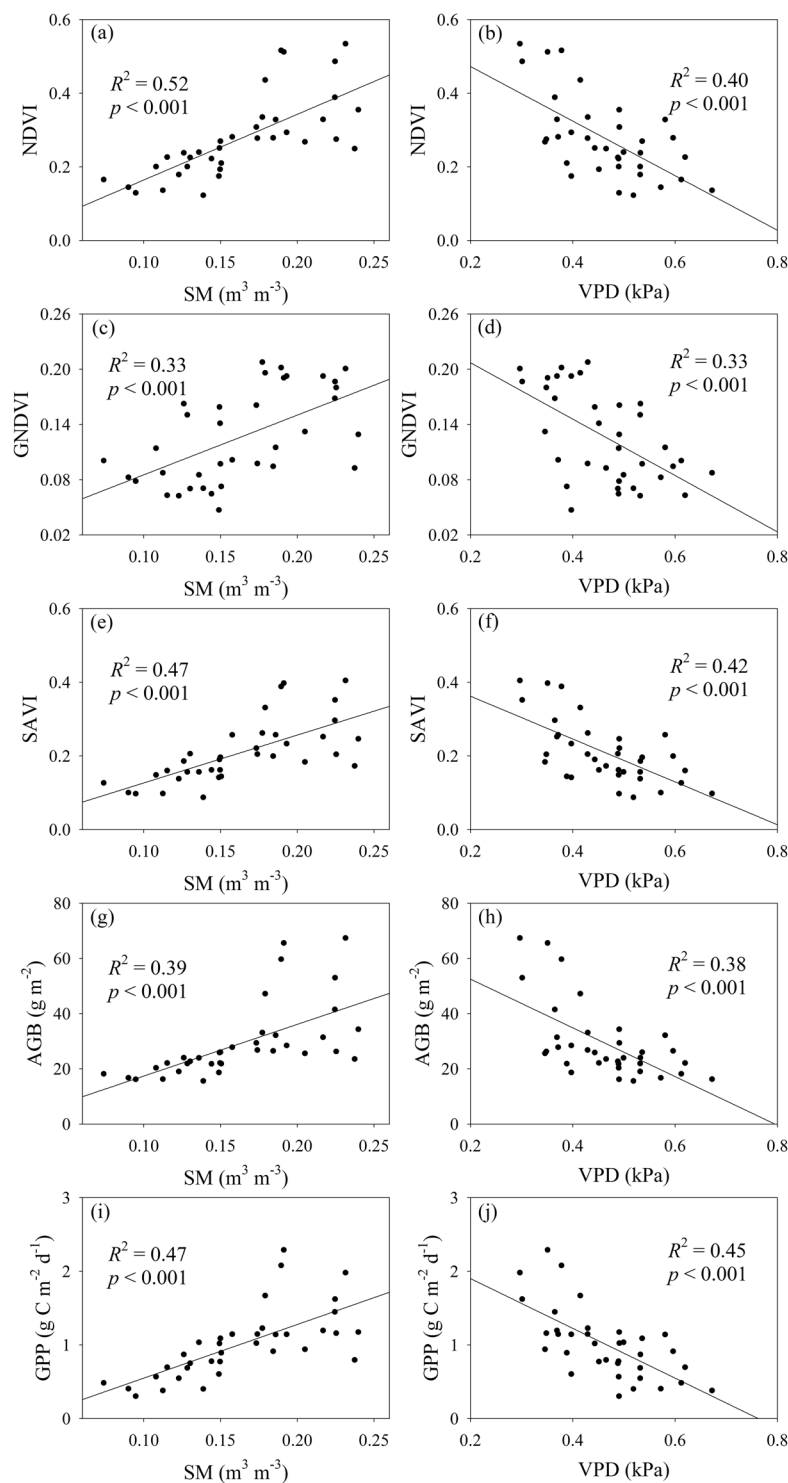 (a)
R² = 0.52
p < 0.001
NDVI
0.6
0.4
0.2
0.0
0.10 0.15 0.20 0.25
SM (m³ m⁻³)
(b)
R² = 0.40
p < 0.001
0.2 0.4 0.6 0.8
VPD (kPa)
(c)
R² = 0.33
p < 0.001
GNDVI
0.26
0.20
0.14
0.08
0.02
0.10 0.15 0.20 0.25
SM (m³ m⁻³)
(d)
R² = 0.33
p < 0.001
GNDVI
0.26
0.20
0.14
0.08
0.02
0.2 0.4 0.6 0.8
VPD (kPa)
(e)
R² = 0.47
p < 0.001
SAVI
0.6
0.4
0.2
0.0
0.10 0.15 0.20 0.25
SM (m³ m⁻³)
(f)
R² = 0.42
p < 0.001
SAVI
0.6
0.4
0.2
0.0
0.2 0.4 0.6 0.8
VPD (kPa)
(g)
R² = 0.39
p < 0.001
AGB (g m⁻²)
80
60
40
20
0
0.10 0.15 0.20 0.25
SM (m³ m⁻³)
(h)
R² = 0.38
p < 0.001
AGB (g m⁻²)
80
60
40
20
0
0.2 0.4 0.6 0.8
VPD (kPa)
(i)
R² = 0.47
p < 0.001
GPP (g C m⁻² d⁻¹)
3
2
1
0
0.10 0.15 0.20 0.25
SM (m³ m⁻³)
(j)
R² = 0.45
p < 0.001
GPP (g C m⁻² d⁻¹)
3
2
1
0
0.2 0.4 0.6 0.8
VPD (kPa)